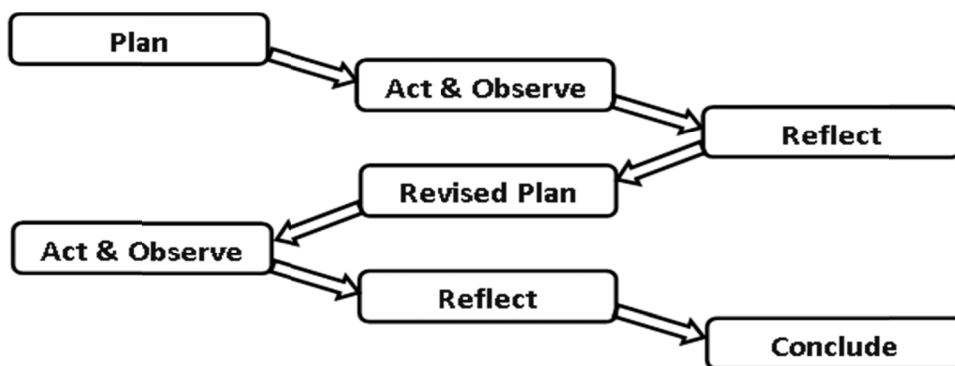 Plan
Act & Observe
Reflect
Revised Plan
Act & Observe
Reflect
Conclude